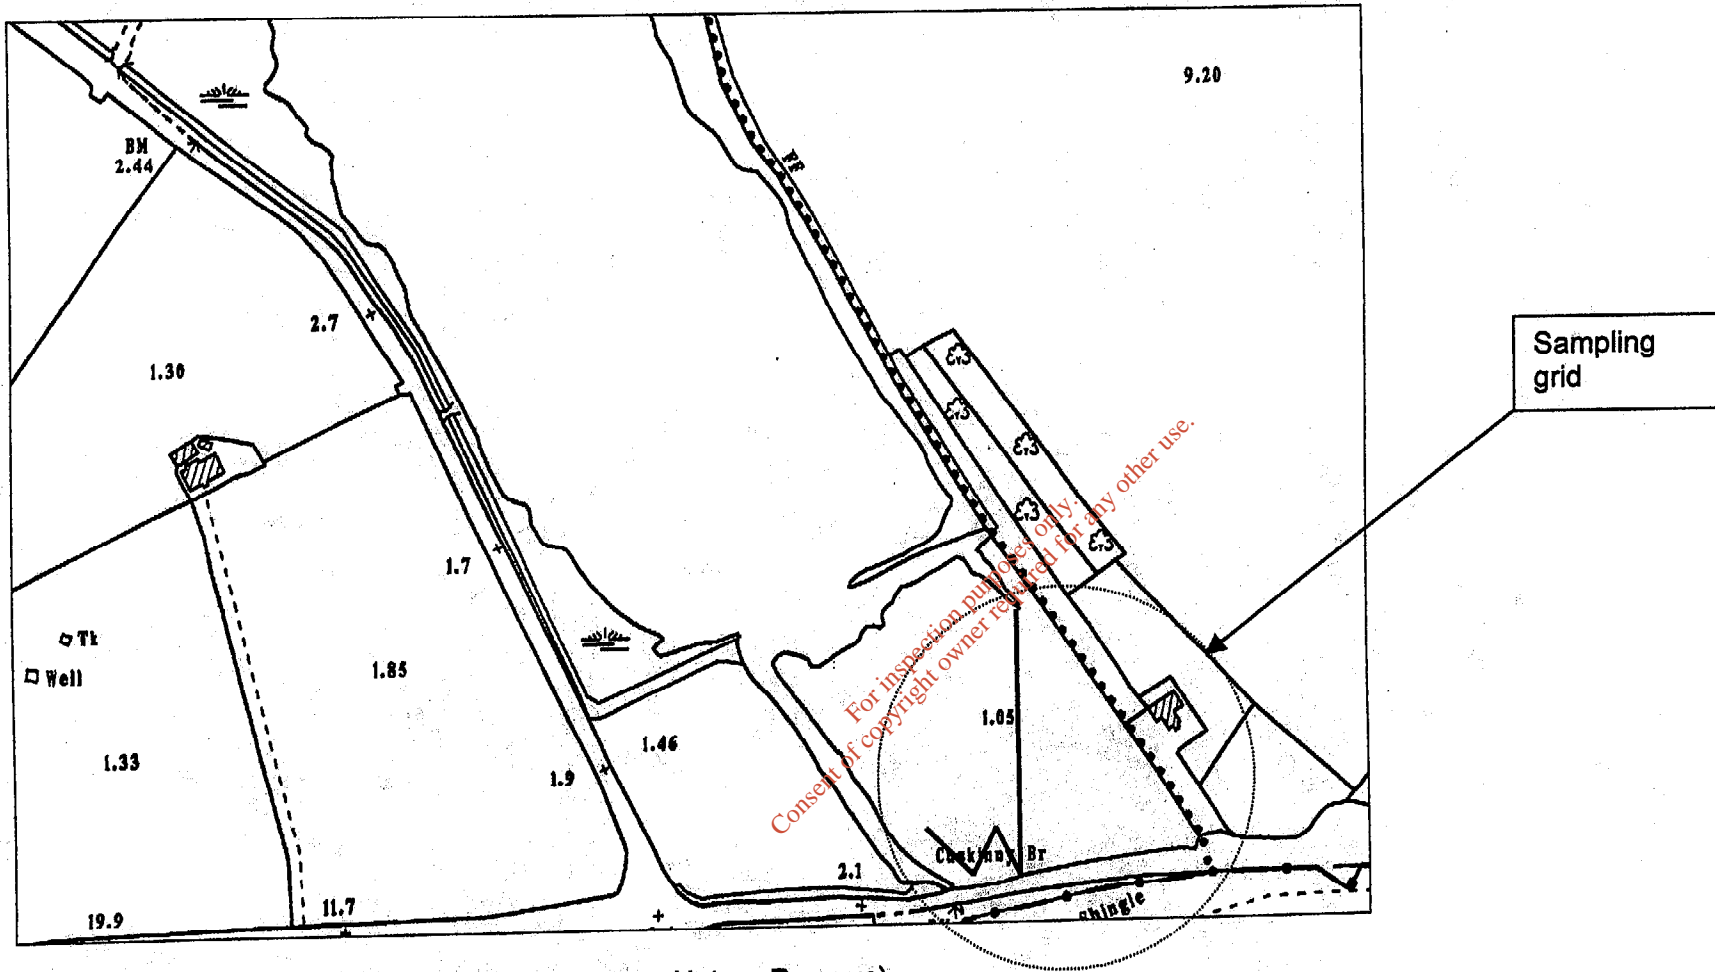 9.20
BM
2.44
FF
2.7
1.30
Sampling
grid
1.7
Tk
Well
1.85
1.05
1.46
1.33
1.9
Cuskinny Br
2.1
11.7
19.9
Shingle
For inspection purposes only.
Consent of copyright owner required for any other use.